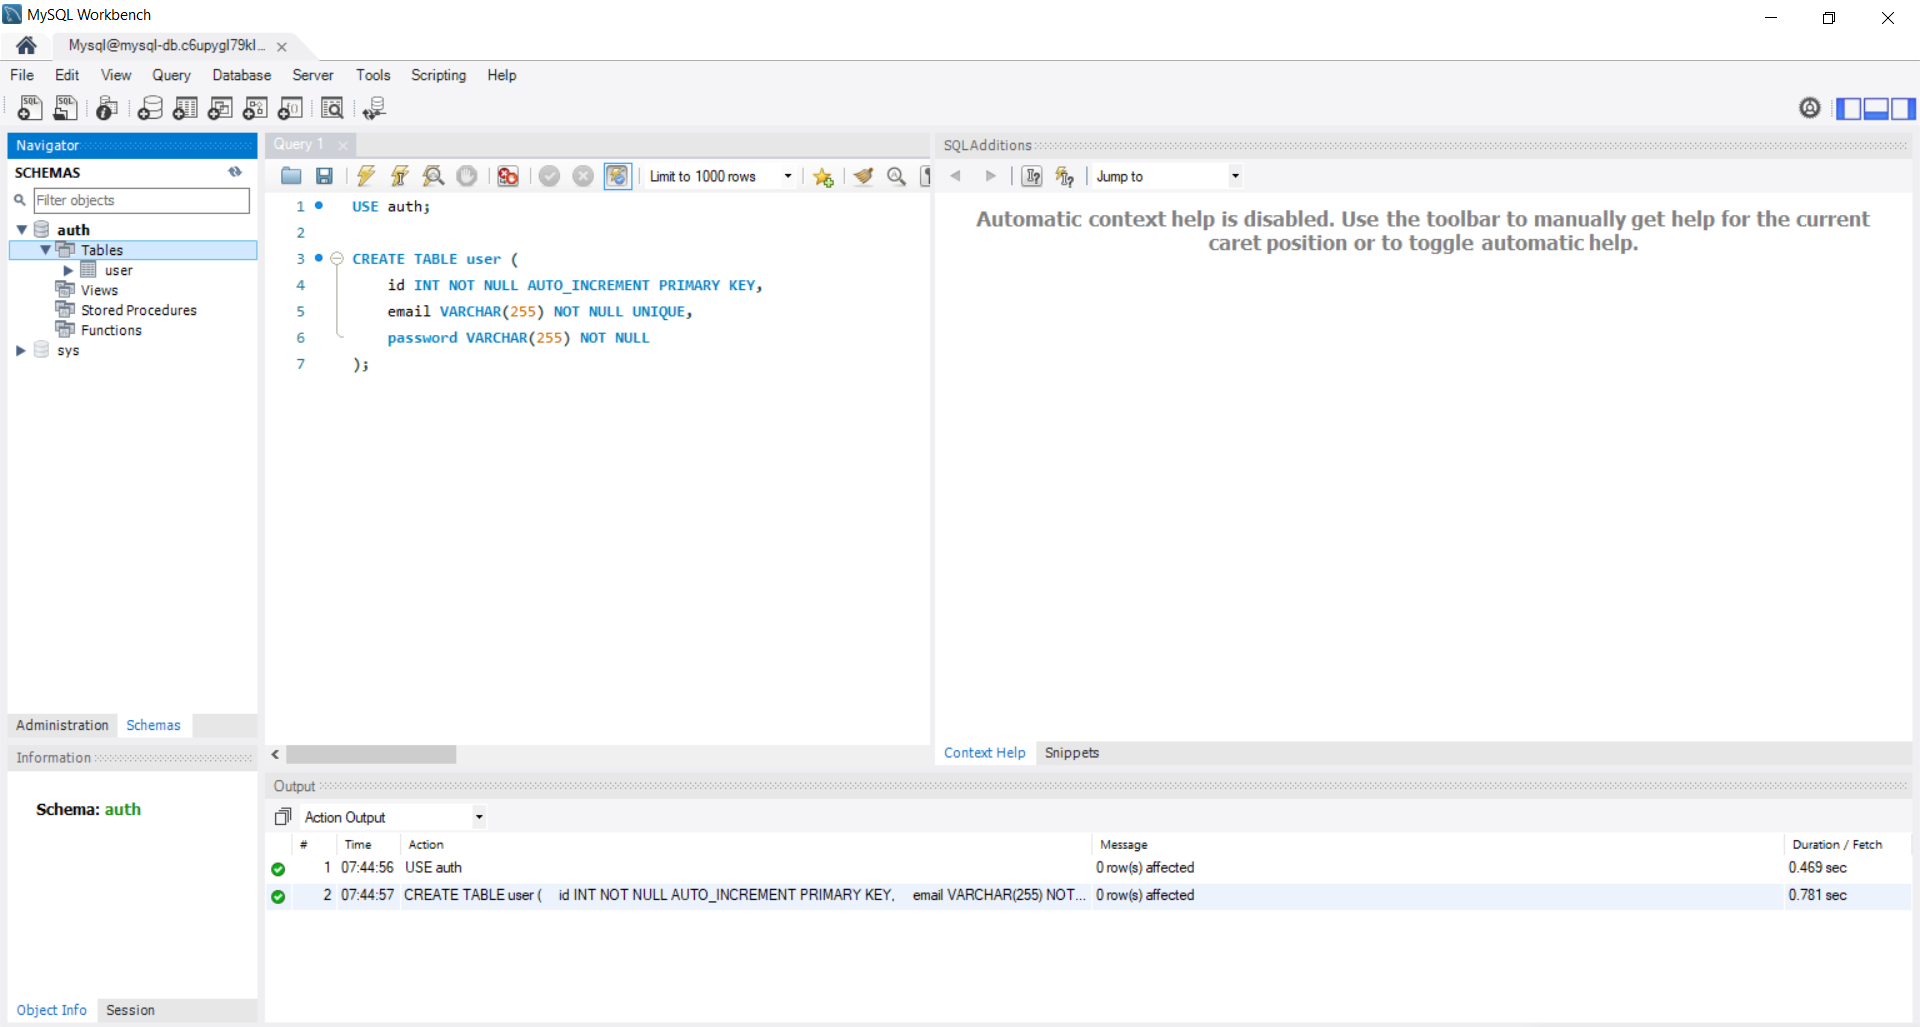 MySQL Workbench
Mysql@mysql-db.c6upygl79kl...
File Edit View Query Database Server Tools Scripting Help
Navigator
SCHEMAS
Filter objects
auth
Tables
user
Views
Stored Procedures
Functions
sys
Administration Schemas
Information
Schema: auth
Object Info Session
Query 1
Limit to 1000 rows
1 USE auth;
2
3 CREATE TABLE user (
4 id INT NOT NULL AUTO_INCREMENT PRIMARY KEY,
5 email VARCHAR(255) NOT NULL UNIQUE,
6 password VARCHAR(255) NOT NULL
7 );
SQLAdditions
Jump to
Automatic context help is disabled. Use the toolbar to manually get help for the current
caret position or to toggle automatic help.
Context Help Snippets
Output
Action Output
# Time Action Message Duration / Fetch
1 07:44:56 USE auth 0 row(s) affected 0.469 sec
2 07:44:57 CREATE TABLE user ( id INT NOT NULL AUTO_INCREMENT PRIMARY KEY, email VARCHAR(255) NOT... 0 row(s) affected 0.781 sec